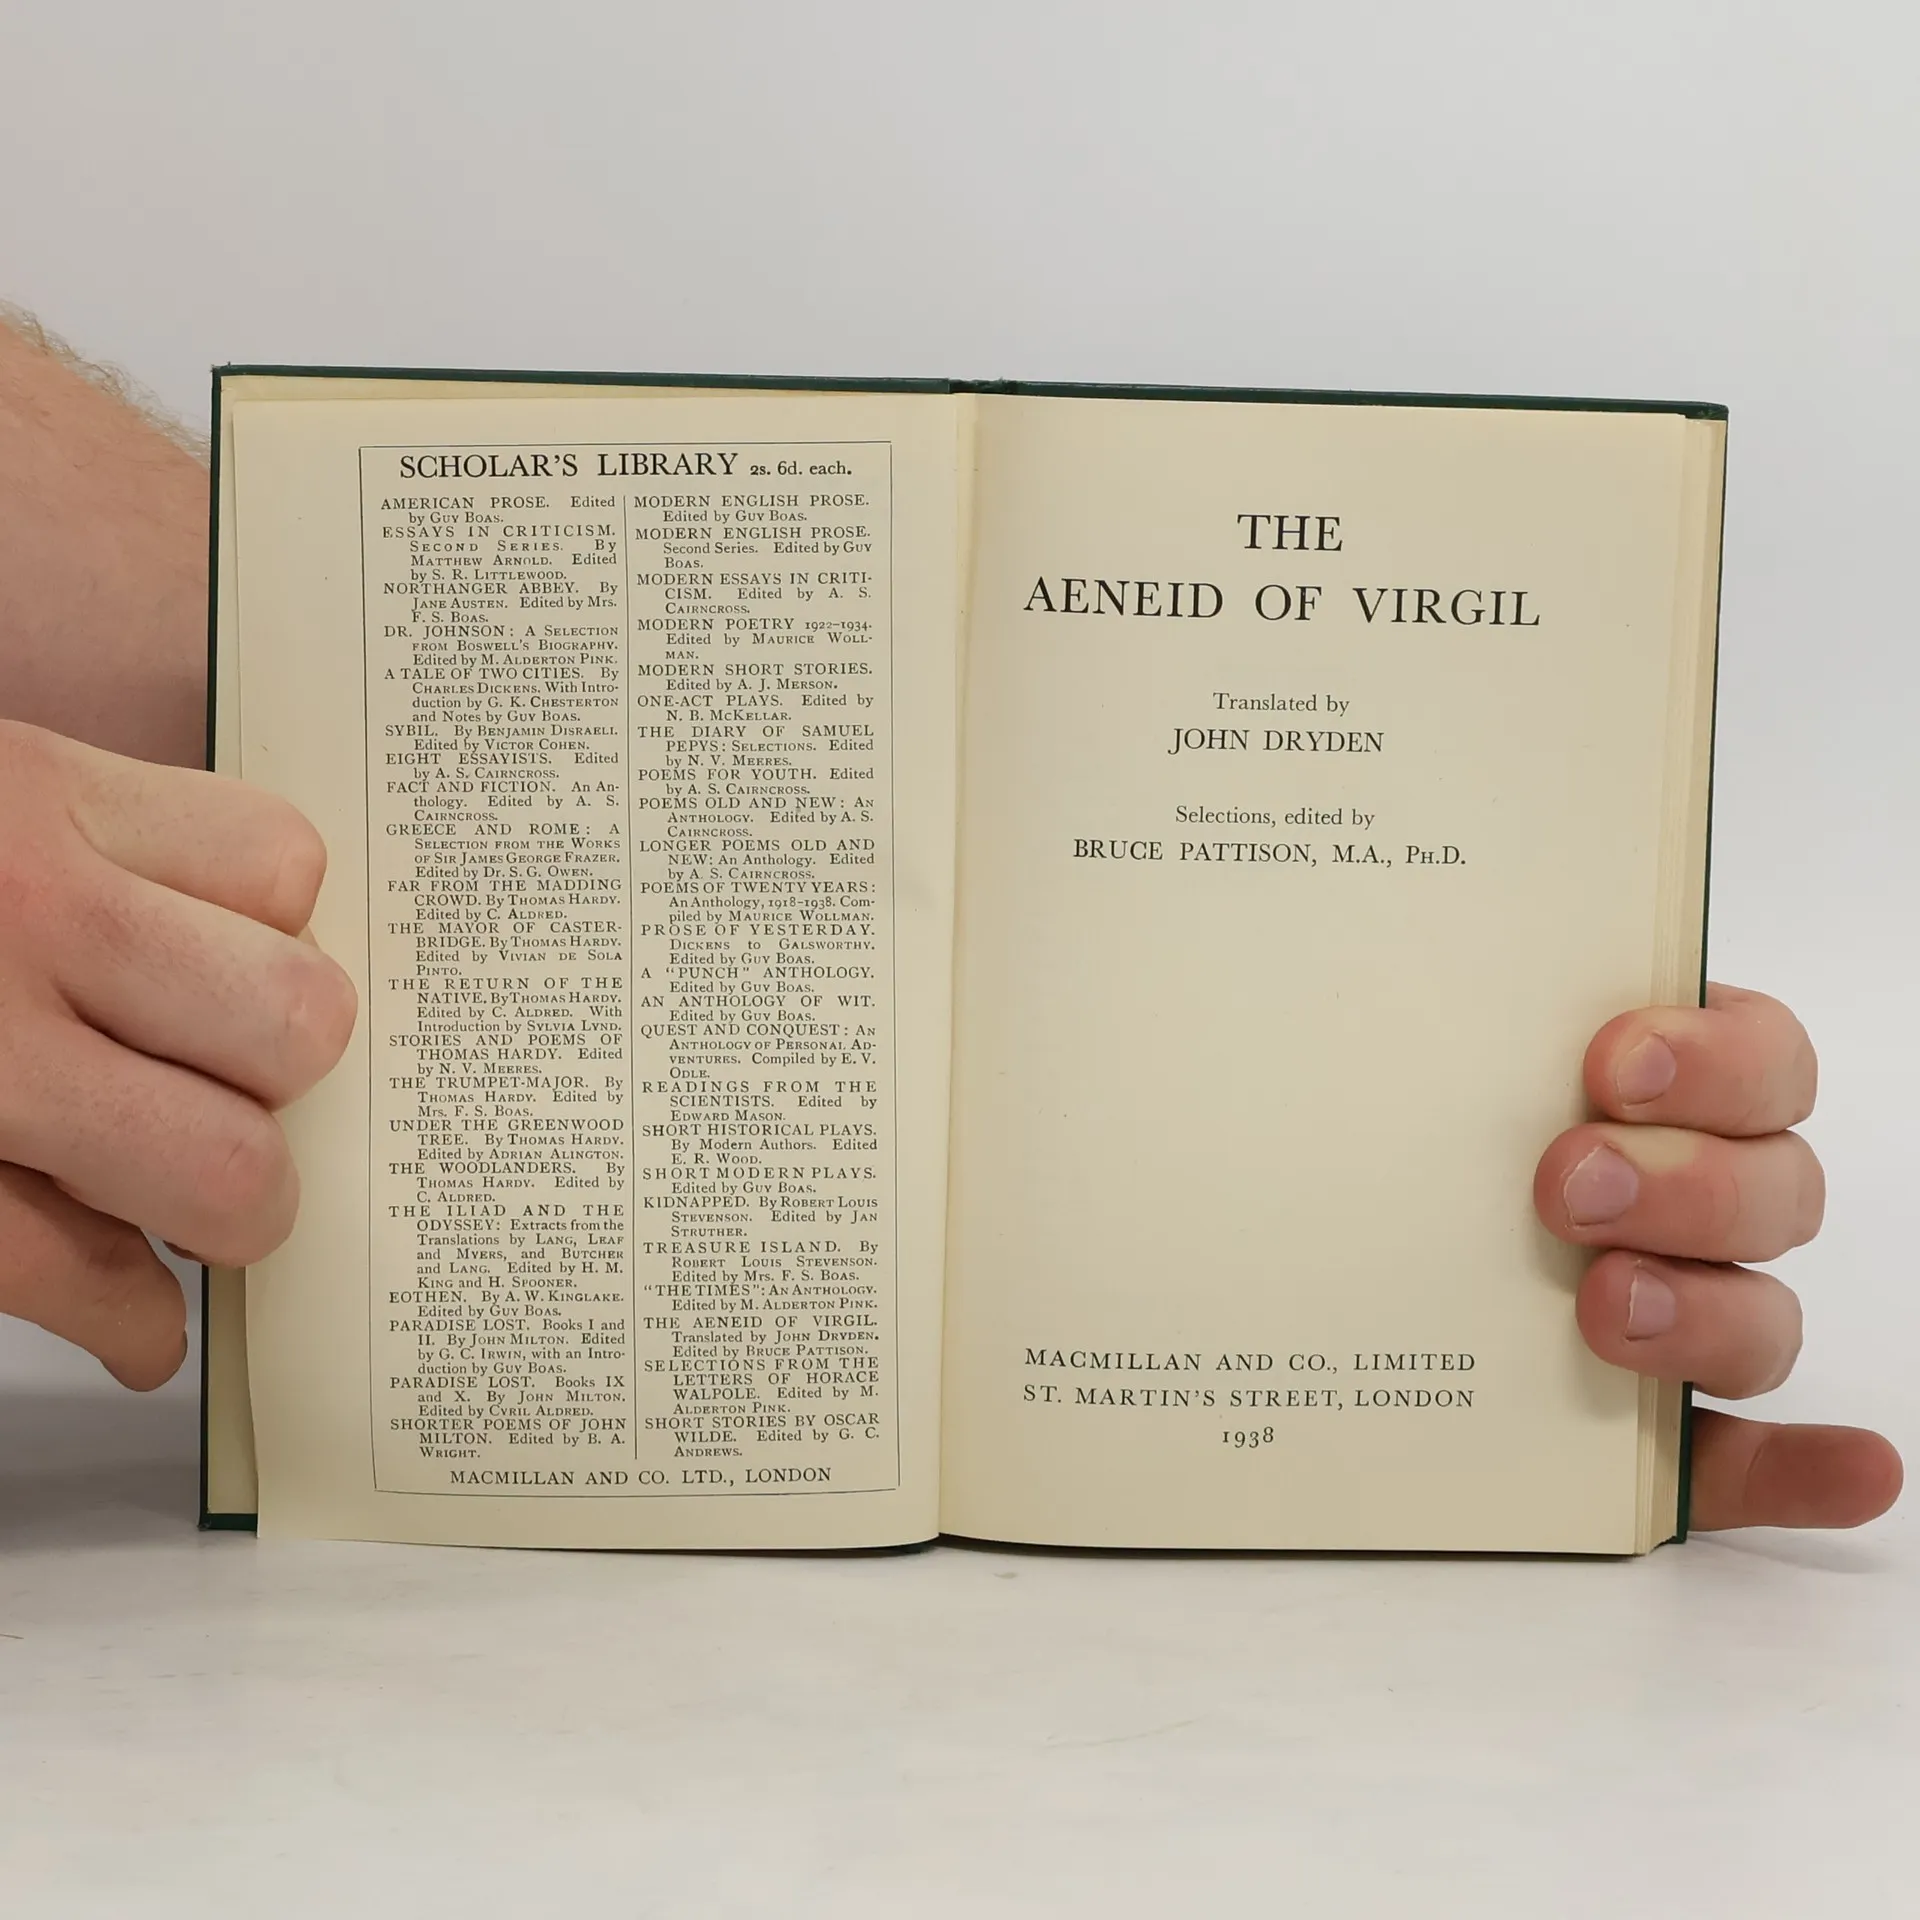 SCHOLAR'S LIBRARY 2s. 6d. each.
AMERICAN PROSE. Edited
by GUY BOAS.
ESSAYS IN CRITICISM.
SECOND SERIES. By
MATTHEW ARNOLD. Edited
by S. R. LITTLEWOOD.
NORTHANGER ABBEY. By
JANE AUSTEN. Edited by Mrs.
F. S. BOAS.
DR. JOHNSON: A SELECTION
FROM BOSWELL'S BIOGRAPHY.
Edited by M. ALDERTON PINK.
A TALE OF TWO CITIES. By
CHARLES DICKENS. With Intro-
duction by G. K. CHESTERTON
and Notes by GUY BOAS.
SYBIL. By BENJAMIN DISRAELI.
Edited by VICTOR COHEN.
EIGHT ESSAYISTS. Edited
by A. S. CAIRNCROSS.
FACT AND FICTION. An An-
thology. Edited by A. S.
CAIRNCROSS.
GREECE AND ROME: A
SELECTION FROM THE WORKS
OF SIR JAMES GEORGE FRAZER.
Edited by Dr. S. G. OWEN.
FAR FROM THE MADDING
CROWD. By THOMAS HARDY.
Edited by C. ALDRED.
THE MAYOR OF CASTER-
BRIDGE. By THOMAS HARDY.
Edited by VIVIAN DE SOLA
PINTO.
THE RETURN OF THE
NATIVE. By THOMAS HARDY.
Edited by C. ALDRED. With
Introduction by SYLVIA LYND.
STORIES AND POEMS OF
THOMAS HARDY. Edited
by N. V. MEERES.
THE TRUMPET-MAJOR. By
THOMAS HARDY. Edited by
Mrs. F. S. BOAS.
UNDER THE GREENWOOD
TREE. By THOMAS HARDY.
Edited by ADRIAN ALINGTON.
THE WOODLANDERS. By
THOMAS HARDY. Edited by
C. ALDRED.
THE ILIAD AND THE
ODYSSEY: Extracts from the
Translations by LANG, LEAF
and MYERS, and BUTCHER
and LANG. Edited by H. M.
KING and H. SPOONER.
EOTHEN. By A. W. KINGLAKE.
Edited by GUY BOAS.
PARADISE LOST. Books I and
II. By JOHN MILTON. Edited
by G. C. IRWIN, with an Intro-
duction by GUY BOAS.
PARADISE LOST. Books IX
and X. By JOHN MILTON.
Edited by CYRIL ALDRED.
SHORTER POEMS OF JOHN
MILTON. Edited by B. A.
WRIGHT.
MODERN ENGLISH PROSE.
Edited by GUY BOAS.
MODERN ENGLISH PROSE.
Second Series. Edited by GUY
BOAS.
MODERN ESSAYS IN CRITI-
CISM. Edited by A. S.
CAIRNCROSS.
MODERN POETRY 1922-1934.
Edited by MAURICE WOLL-
MAN.
MODERN SHORT STORIES.
Edited by A. J. MERSON.
ONE-ACT PLAYS. Edited by
N. B. MCKELLAR.
THE DIARY OF SAMUEL
PEPYS: SELECTIONS. Edited
by N. V. MEERES.
POEMS FOR YOUTH. Edited
by A. S. CAIRNCROSS.
POEMS OLD AND NEW: AN
ANTHOLOGY. Edited by A. S.
CAIRNCROSS.
LONGER POEMS OLD AND
NEW: An Anthology. Edited
by A. S. CAIRNCROSS.
POEMS OF TWENTY YEARS:
An Anthology, 1918-1938. Com-
piled by MAURICE WOLLMAN.
PROSE OF YESTERDAY.
DICKENS to GALSWORTHY.
Edited by GUY BOAS.
A "PUNCH" ANTHOLOGY.
Edited by GUY BOAS.
AN ANTHOLOGY OF WIT.
Edited by GUY BOAS.
QUEST AND CONQUEST: AN
ANTHOLOGY OF PERSONAL AD-
VENTURES. Compiled by E. V.
ODLE.
READINGS FROM THE
SCIENTISTS. Edited by
EDWARD MASON.
SHORT HISTORICAL PLAYS.
By Modern Authors. Edited
E. R. WOOD.
SHORT MODERN PLAYS.
Edited by GUY BOAS.
KIDNAPPED. By ROBERT LOUIS
STEVENSON. Edited by JAN
STRUTHER.
TREASURE ISLAND. By
ROBERT LOUIS STEVENSON.
Edited by Mrs. F. S. BOAS.
"THE TIMES": AN ANTHOLOGY.
Edited by M. ALDERTON PINK.
THE AENEID OF VIRGIL.
Translated by JOHN DRYDEN.
Edited by BRUCE PATTISON.
SELECTIONS FROM THE
LETTERS OF HORACE
WALPOLE. Edited by M.
ALDERTON PINK.
SHORT STORIES BY OSCAR
WILDE. Edited by G. C.
ANDREWS.
MACMILLAN AND CO. LTD., LONDON
THE
AENEID OF VIRGIL
Translated by
JOHN DRYDEN
Selections, edited by
BRUCE PATTISON, M.A., PH.D.
MACMILLAN AND CO., LIMITED
ST. MARTIN'S STREET, LONDON
1938